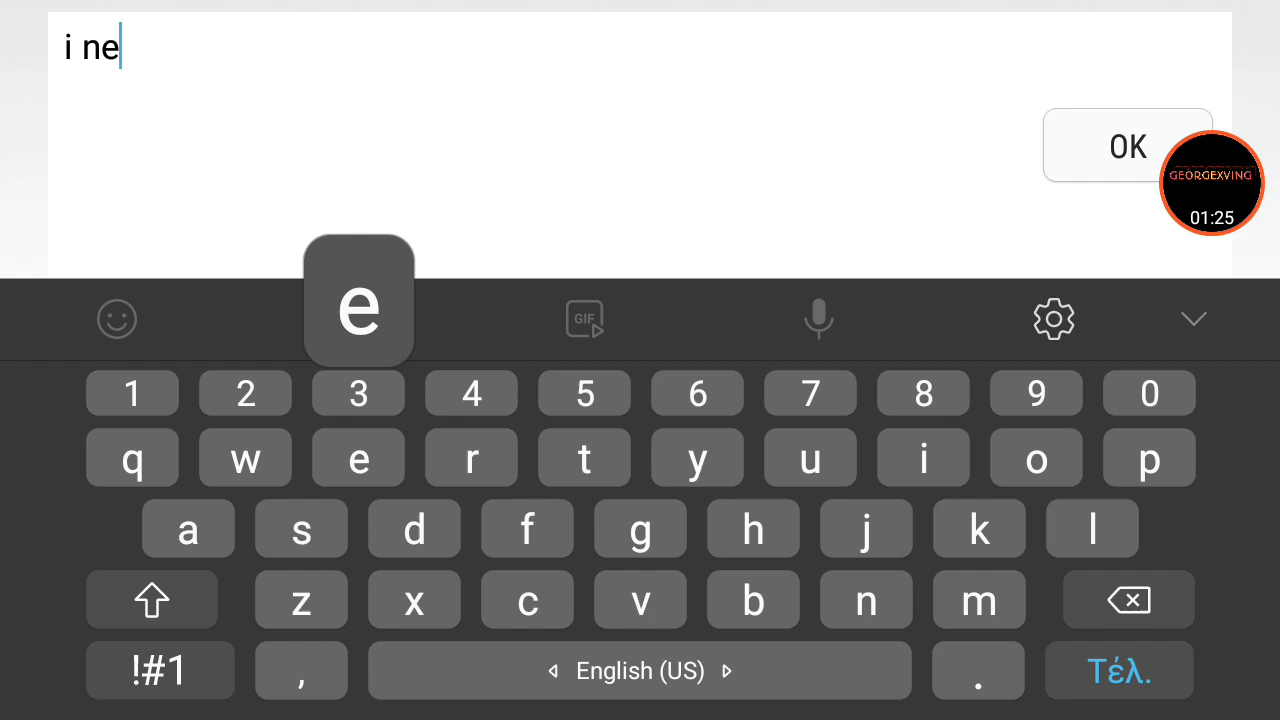 i ne
OK
GEORGEXVING
01:25
e
GIF
1 2 3 4 5 6 7 8 9 0
q w e r t y u i o p
a s d f g h j k l
z x c v b n m
!#1 , English (US) . Τέλ.